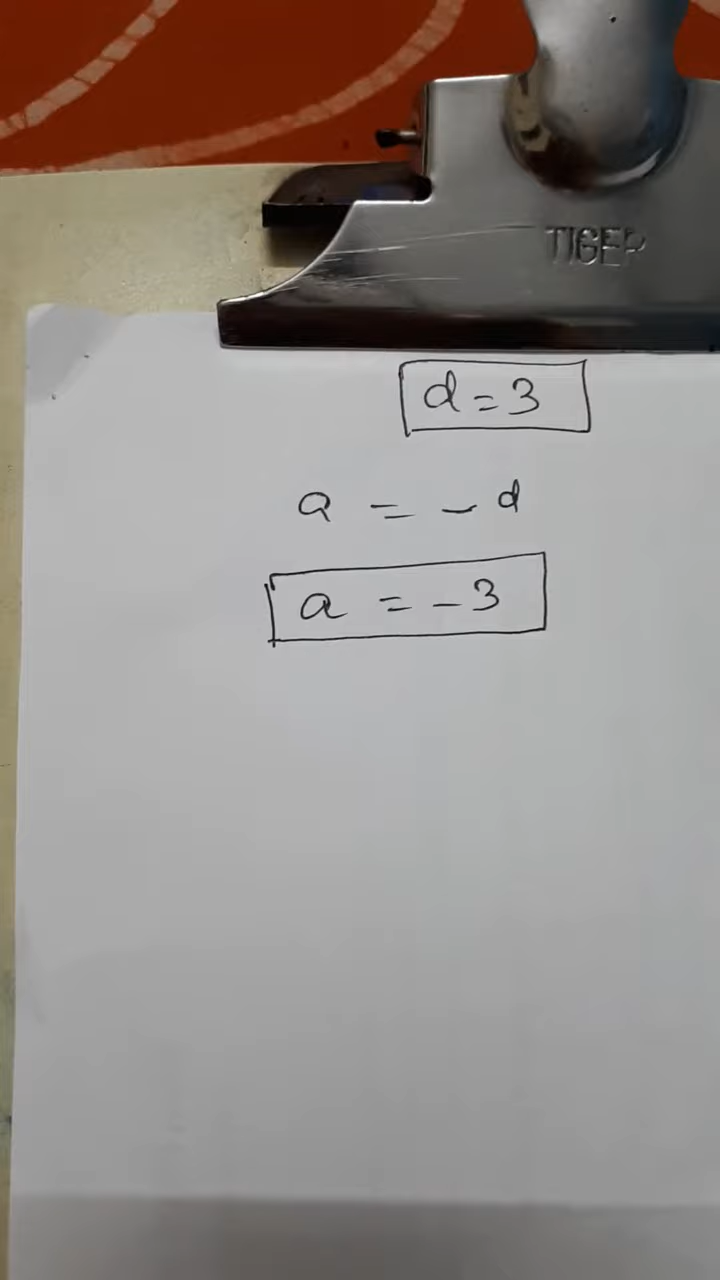 TIGER
d = 3
a = - d
a = - 3